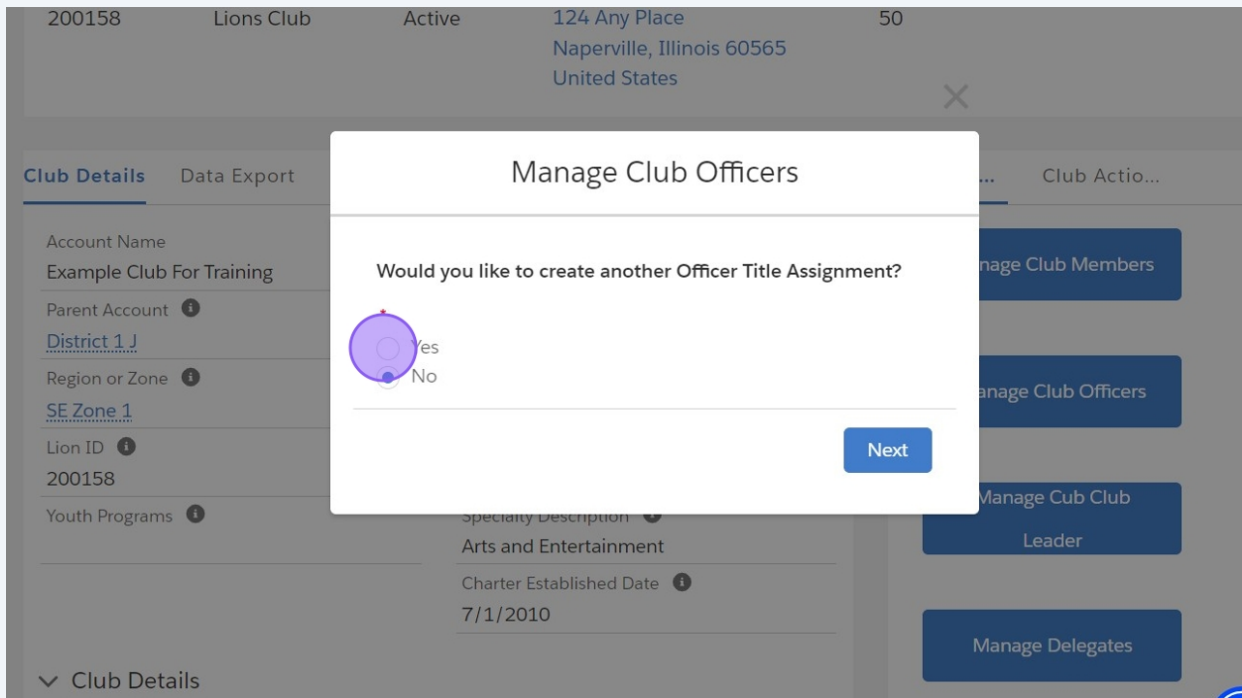 200158 Lions Club Active 124 Any Place 50
Naperville, Illinois 60565
United States
Manage Club Officers
Would you like to create another Officer Title Assignment?
*
Yes
No
Next
Club Details Data Export
... Club Actio...
Account Name
Example Club For Training
Parent Account
District 1 J
Region or Zone
SE Zone 1
Lion ID
200158
Youth Programs
Specialty Description
Arts and Entertainment
Charter Established Date
7/1/2010
Club Details
Club Members
Club Officers
Manage Cub Club
Leader
Manage Delegates